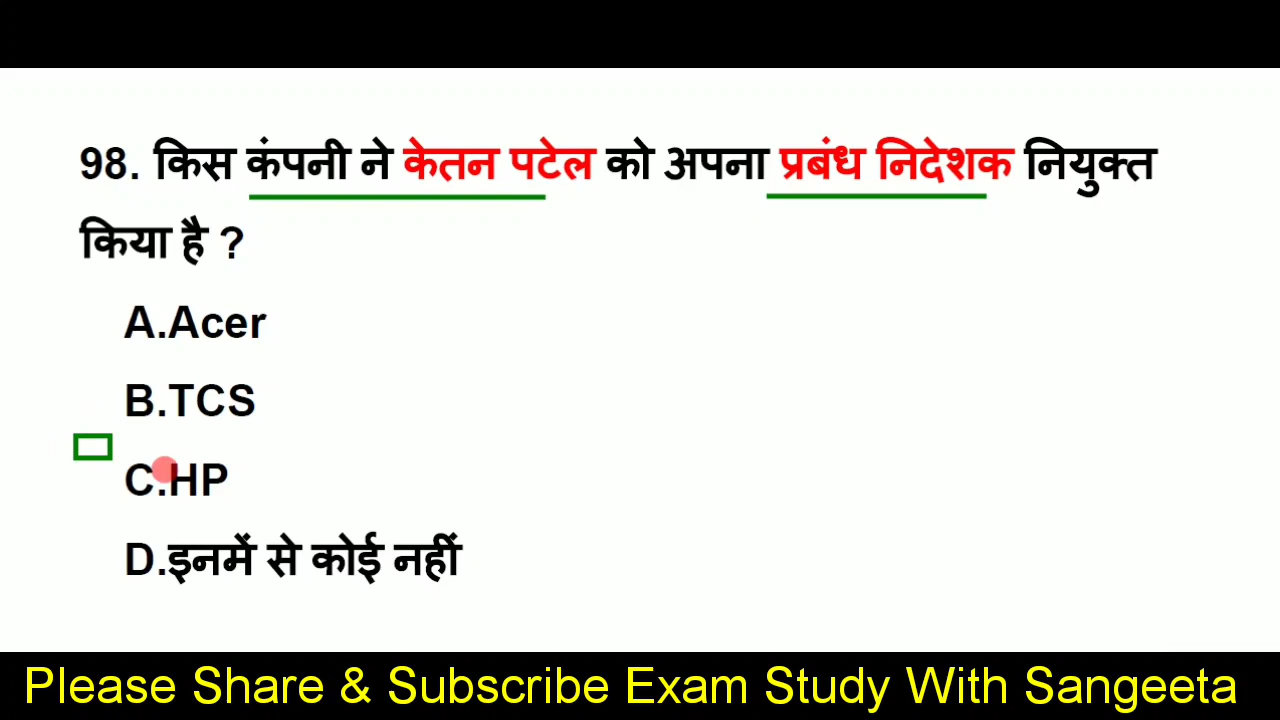 98. किस कंपनी ने केतन पटेल को अपना प्रबंध निदेशक नियुक्त
किया है ?
A.Acer
B.TCS
C.HP
D.इनमें से कोई नहीं
Please Share & Subscribe Exam Study With Sangeeta